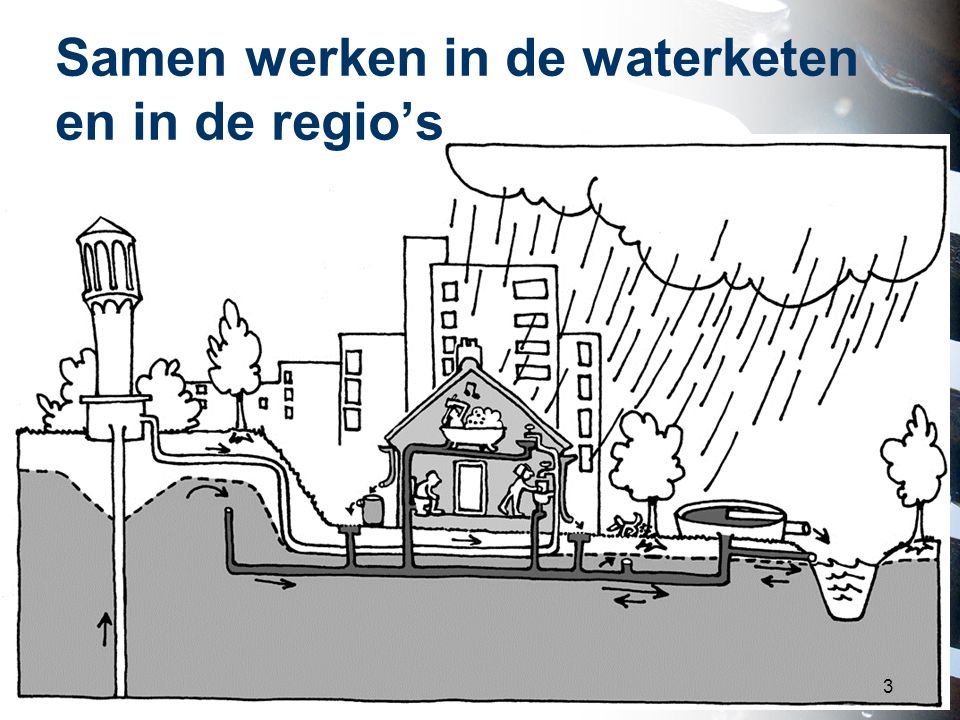 Samen werken in de waterketen
en in de regio’s
3